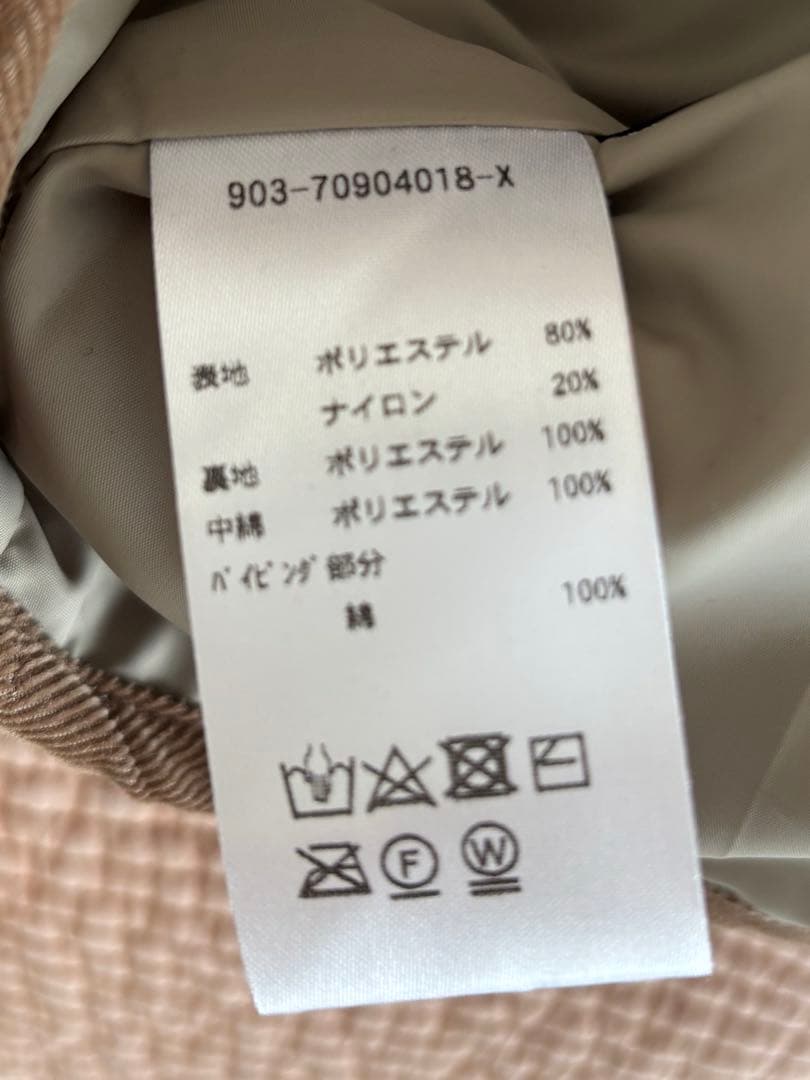 903-70904018-X
表地 ポリエステル 80%
ナイロン 20%
裏地 ポリエステル 100%
中綿 ポリエステル 100%
ﾊﾟｲﾋﾟﾝｸﾞ部分
綿 100%
F W